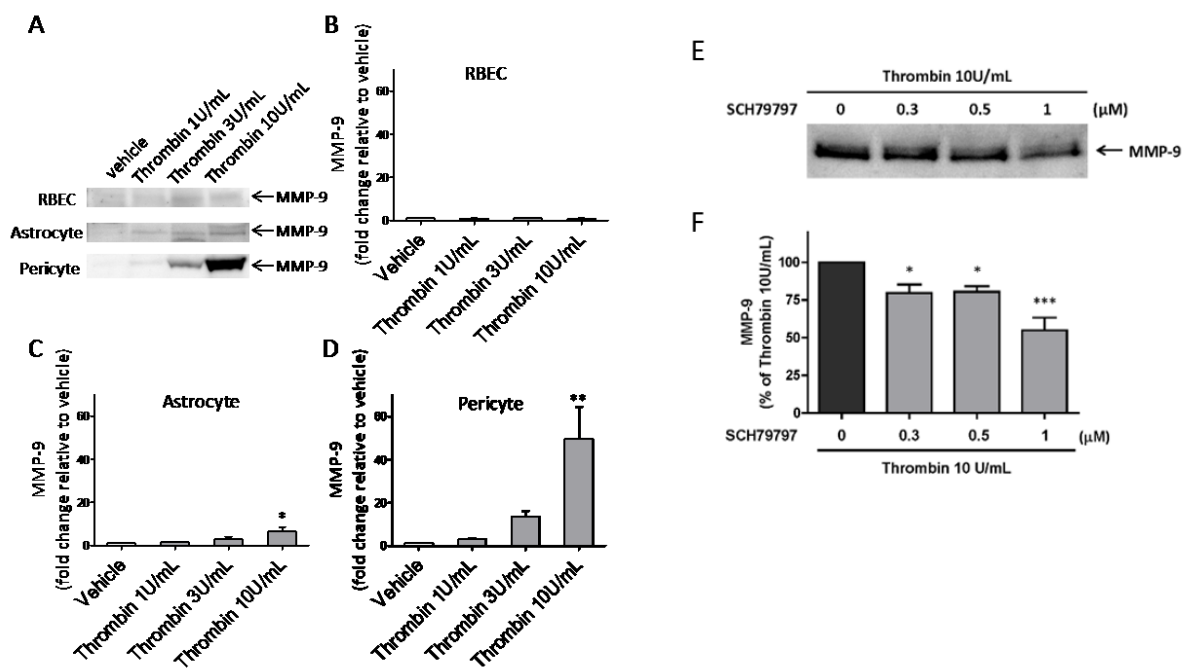 A
vehicle
Thrombin 1U/mL
Thrombin 3U/mL
Thrombin 10U/mL
RBEC
MMP-9
Astrocyte
MMP-9
Pericyte
MMP-9
B
RBEC
MMP-9
(fold change relative to vehicle)
60
40
20
0
Vehicle
Thrombin 1U/mL
Thrombin 3U/mL
Thrombin 10U/mL
C
Astrocyte
MMP-9
(fold change relative to vehicle)
60
40
20
0
*
Vehicle
Thrombin 1U/mL
Thrombin 3U/mL
Thrombin 10U/mL
D
Pericyte
MMP-9
(fold change relative to vehicle)
60
40
20
0
**
Vehicle
Thrombin 1U/mL
Thrombin 3U/mL
Thrombin 10U/mL
E
Thrombin 10U/mL
SCH79797 0 0.3 0.5 1 (μM)
MMP-9
F
MMP-9
(% of Thrombin 10U/mL)
100
75
50
25
0
* * ***
SCH79797 0 0.3 0.5 1 (μM)
Thrombin 10 U/mL